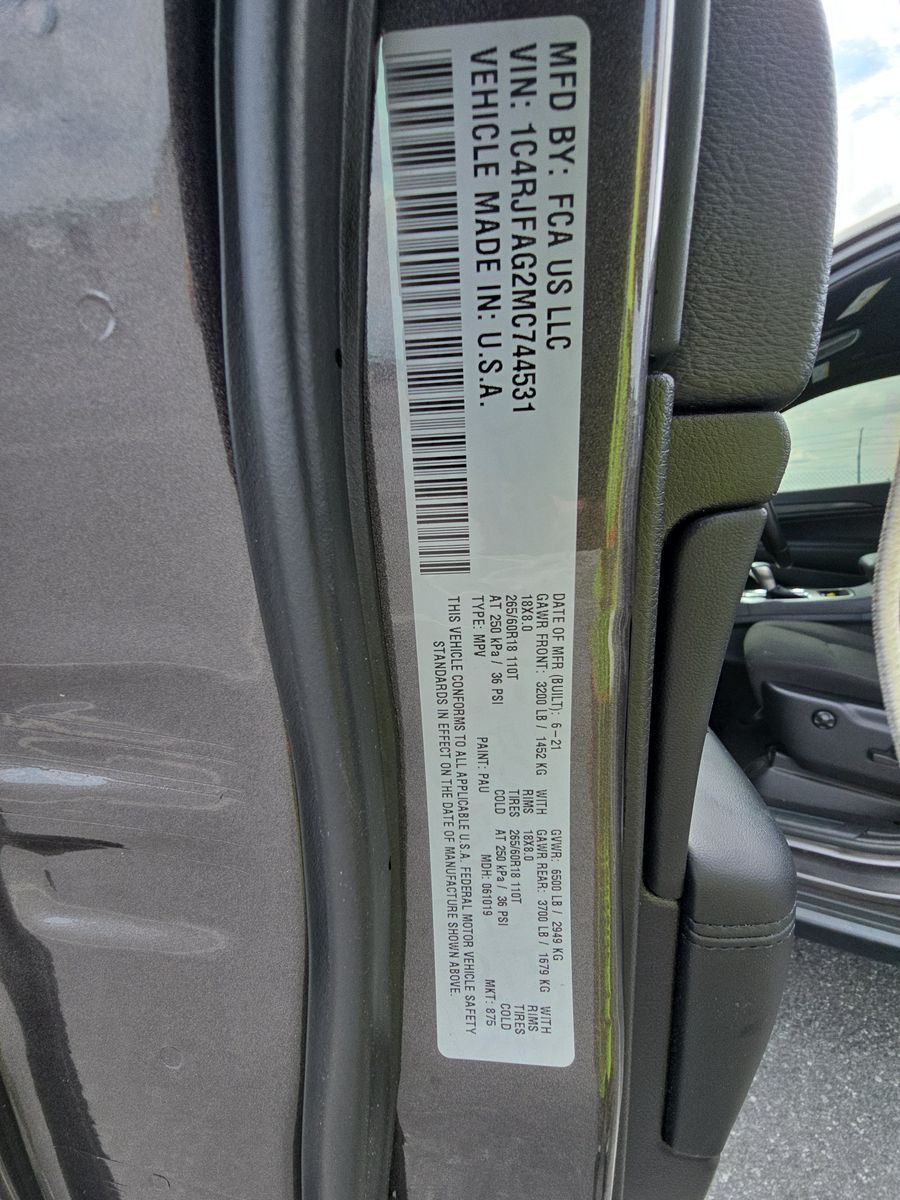 MFD BY: FCA US LLC
VIN: 1C4RJFAG2MC744531
VEHICLE MADE IN: U.S.A.
DATE OF MFR (BUILT): 6-21 GVWR: 6500 LB / 2949 KG
GAWR FRONT: 3200 LB / 1452 KG WITH GAWR REAR: 3700 LB / 1679 KG WITH
18X8.0 RIMS 18X8.0 RIMS
265/60R18 110T TIRES 265/60R18 110T TIRES
AT 250 kPa / 36 PSI COLD AT 250 kPa / 36 PSI COLD
TYPE: MPV PAINT: PAU MDH: 061019 MKT: 875
THIS VEHICLE CONFORMS TO ALL APPLICABLE U.S.A. FEDERAL MOTOR VEHICLE SAFETY
STANDARDS IN EFFECT ON THE DATE OF MANUFACTURE SHOWN ABOVE.